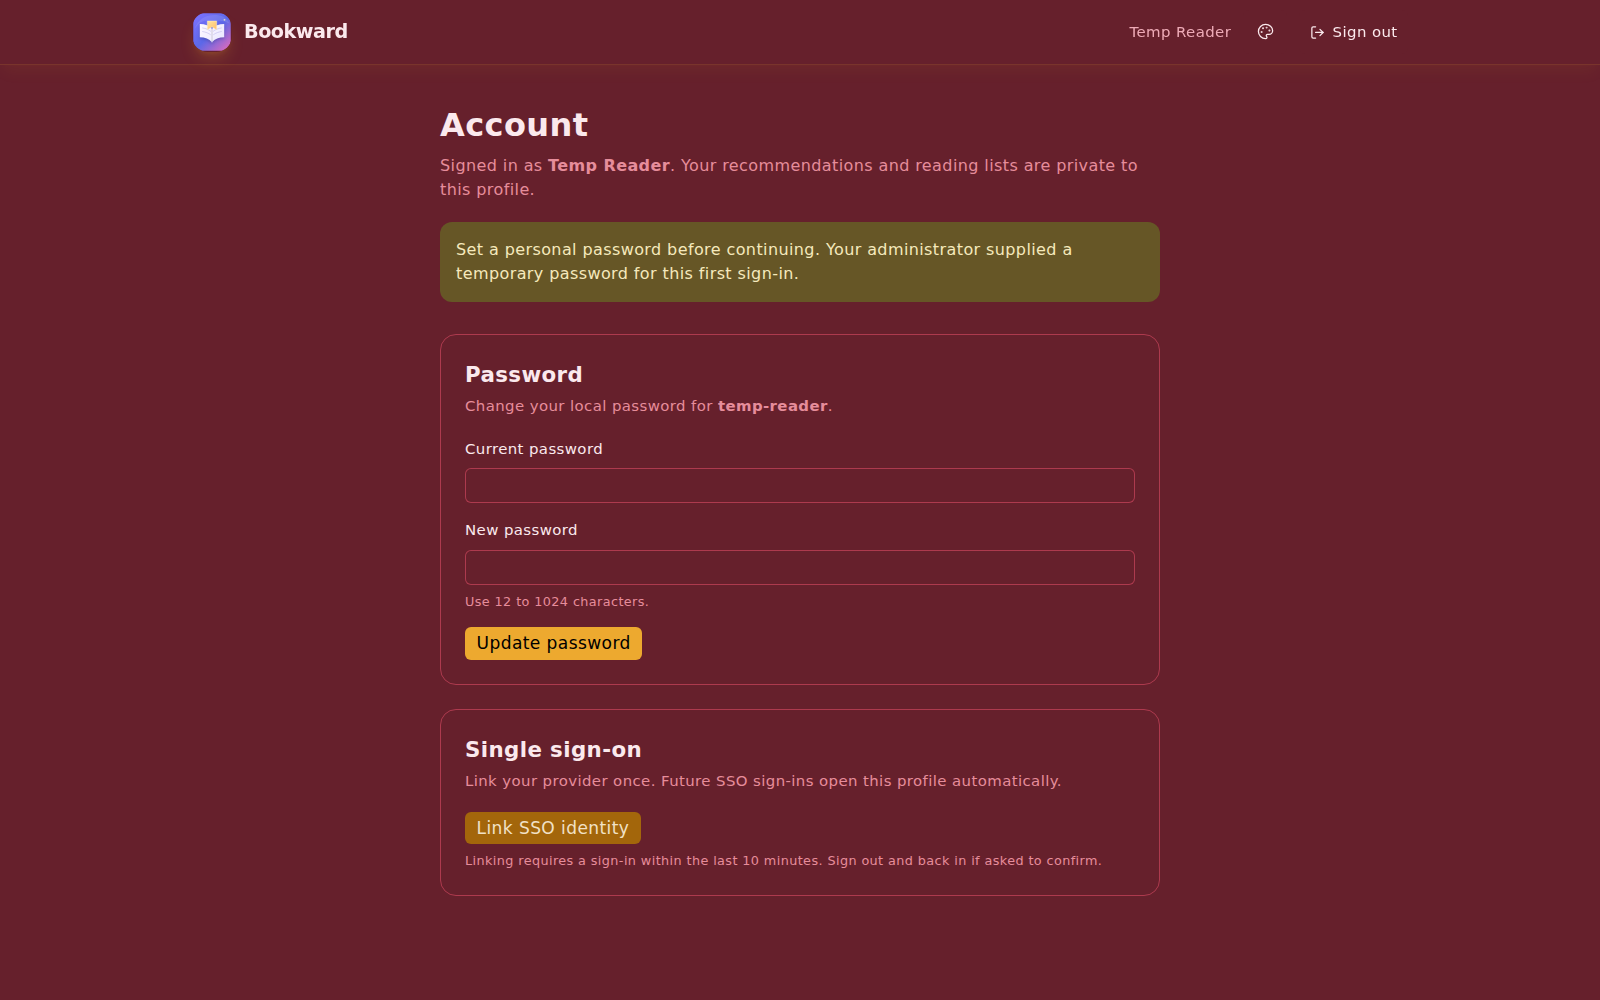 Bookward
Temp Reader
Sign out
Account
Signed in as Temp Reader. Your recommendations and reading lists are private to
this profile.
Set a personal password before continuing. Your administrator supplied a
temporary password for this first sign-in.
Password
Change your local password for temp-reader.
Current password
New password
Use 12 to 1024 characters.
Update password
Single sign-on
Link your provider once. Future SSO sign-ins open this profile automatically.
Link SSO identity
Linking requires a sign-in within the last 10 minutes. Sign out and back in if asked to confirm.